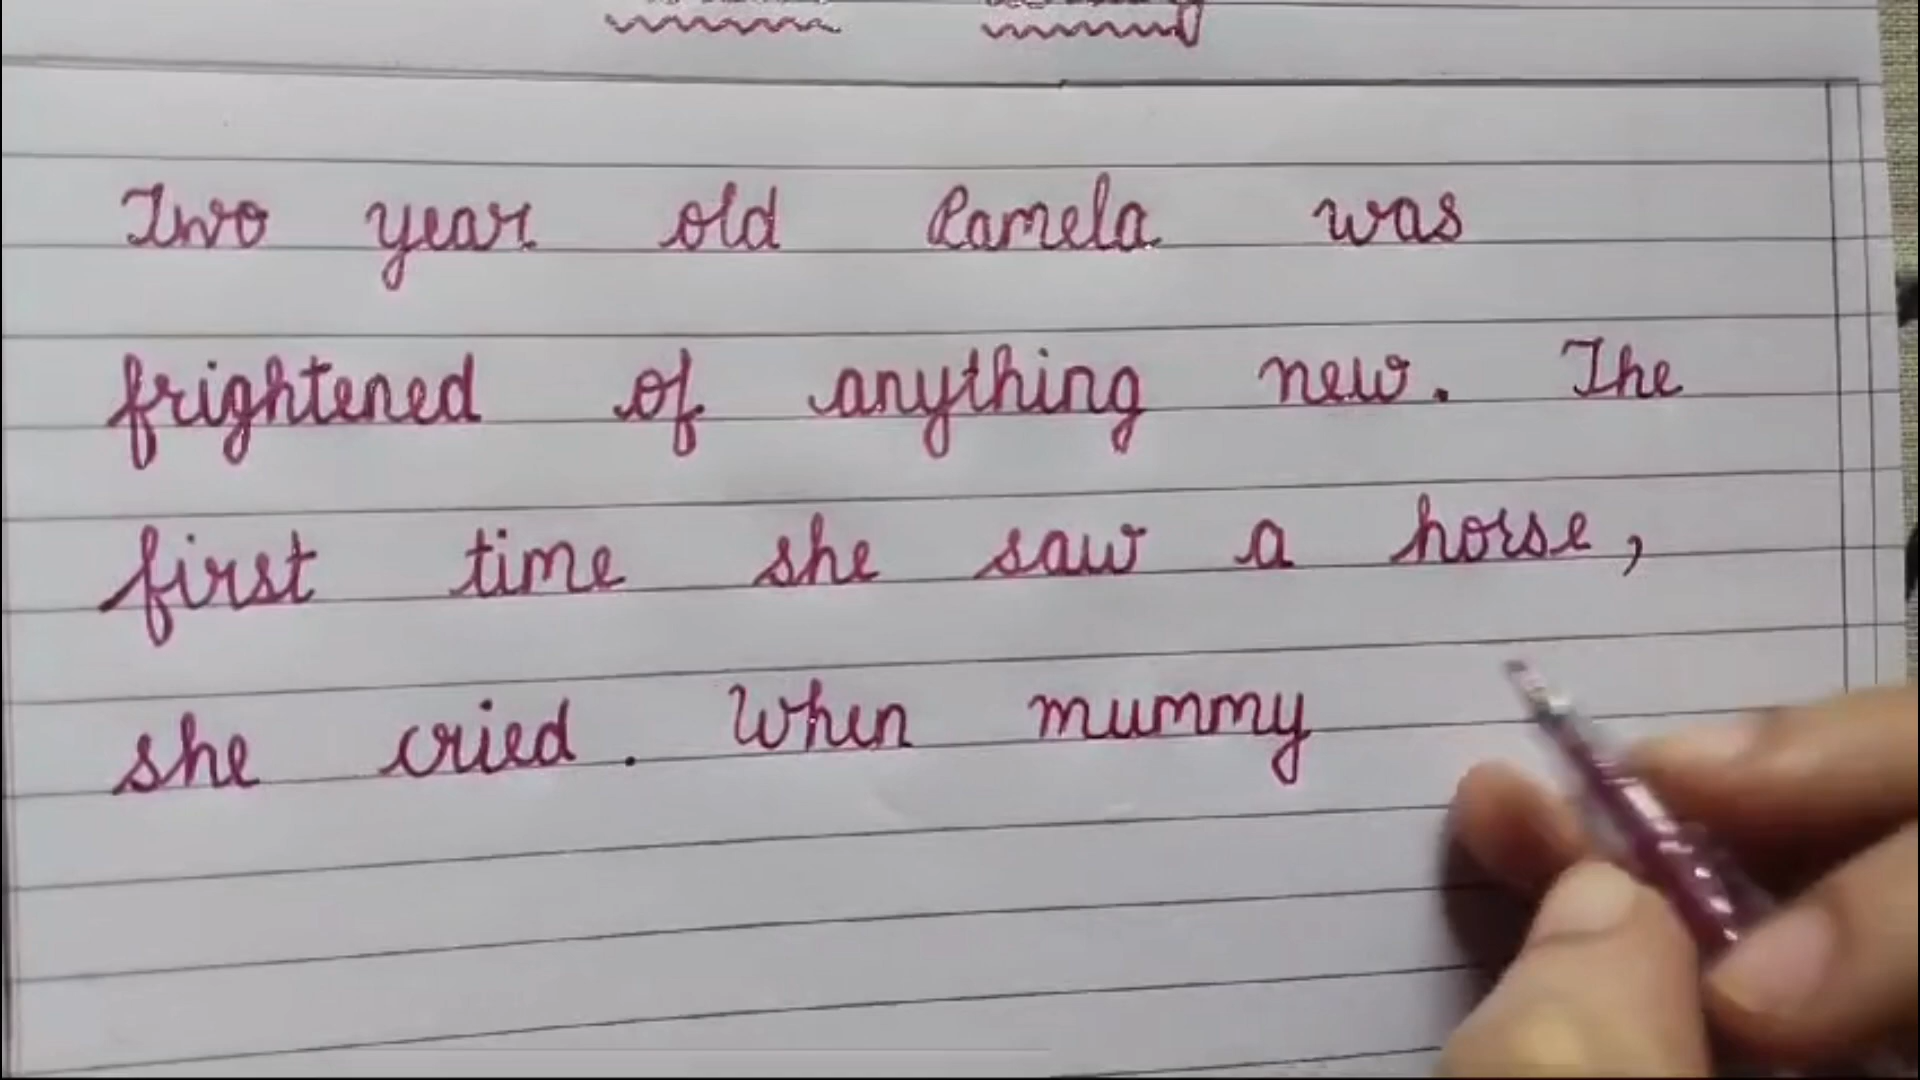 Two year old Pamela was
frightened of anything new. The
first time she saw a horse,
she cried. When mummy